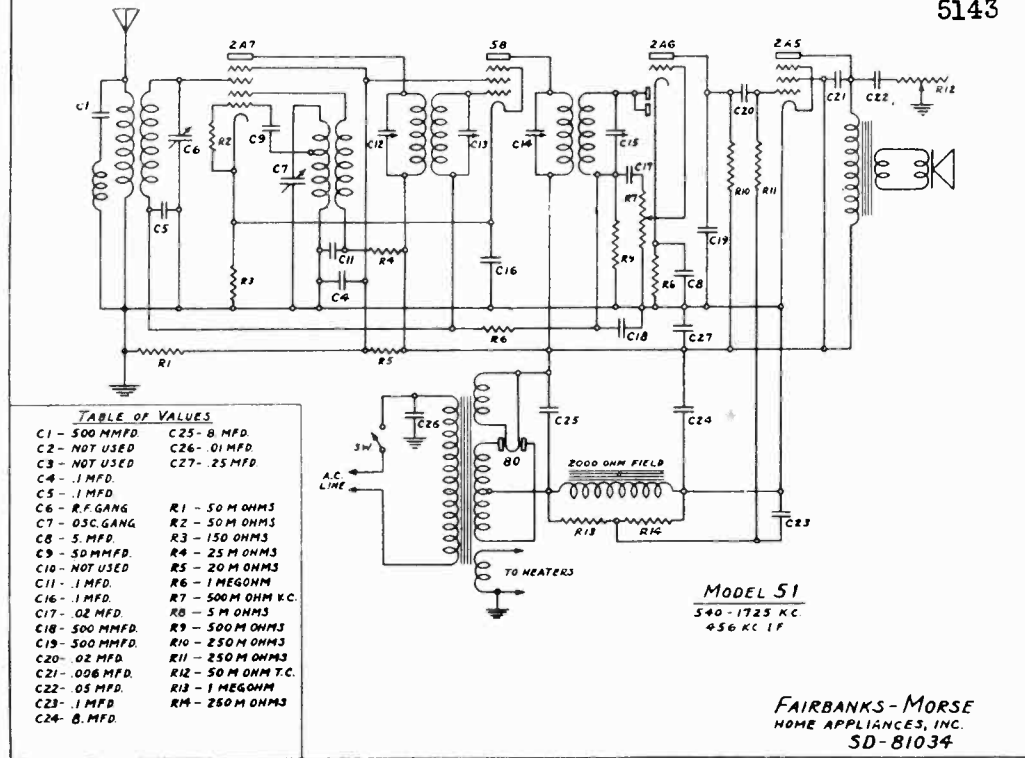 5143
2A7
58
2A6
2A5
C1
C6
R2
C9
C7
C12
C13
C14
C15
C17
R7
C20
C21
C22
R12
R10
R11
C5
R3
C11
R4
C4
C16
R9
R6
C8
C19
R6
C18
C27
R1
R5
C26
SW
A.C.
LINE
80
C25
C24
2000 OHM FIELD
R13
R14
C23
TO HEATERS
TABLE OF VALUES
C1 - 500 MMFD. C25 - 8 MFD.
C2 - NOT USED C26 - .01 MFD.
C3 - NOT USED C27 - .25 MFD.
C4 - .1 MFD.
C5 - .1 MFD
C6 - R.F. GANG R1 - 50 M OHMS
C7 - OSC. GANG R2 - 50 M OHMS
C8 - 5. MFD. R3 - 150 OHMS
C9 - 50 MMFD. R4 - 25 M OHMS
C10 - NOT USED R5 - 20 M OHMS
C11 - .1 MFD. R6 - 1 MEGOHM
C16 - .1 MFD. R7 - 500 M OHM V.C.
C17 - .02 MFD. R8 - 5 M OHMS
C18 - 500 MMFD. R9 - 500 M OHMS
C19 - 500 MMFD. R10 - 250 M OHMS
C20 - .02 MFD. R11 - 250 M OHMS
C21 - .006 MFD. R12 - 50 M OHM T.C.
C22 - .05 MFD. R13 - 1 MEGOHM
C23 - .1 MFD R14 - 250 M OHMS
C24 - 8. MFD.
MODEL 51
540 - 1725 KC.
456 KC IF
FAIRBANKS - MORSE
HOME APPLIANCES, INC.
SD-81034